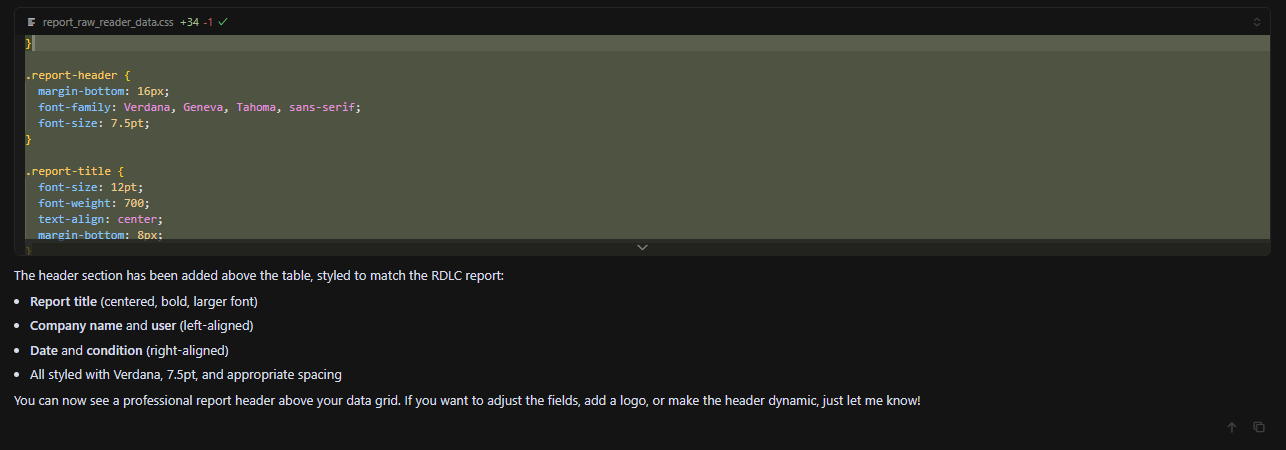 report_raw_reader_data.css +34 -1
}
.report-header {
margin-bottom: 16px;
font-family: Verdana, Geneva, Tahoma, sans-serif;
font-size: 7.5pt;
}
.report-title {
font-size: 12pt;
font-weight: 700;
text-align: center;
margin-bottom: 8px;
}
The header section has been added above the table, styled to match the RDLC report:
• Report title (centered, bold, larger font)
• Company name and user (left-aligned)
• Date and condition (right-aligned)
• All styled with Verdana, 7.5pt, and appropriate spacing
You can now see a professional report header above your data grid. If you want to adjust the fields, add a logo, or make the header dynamic, just let me know!